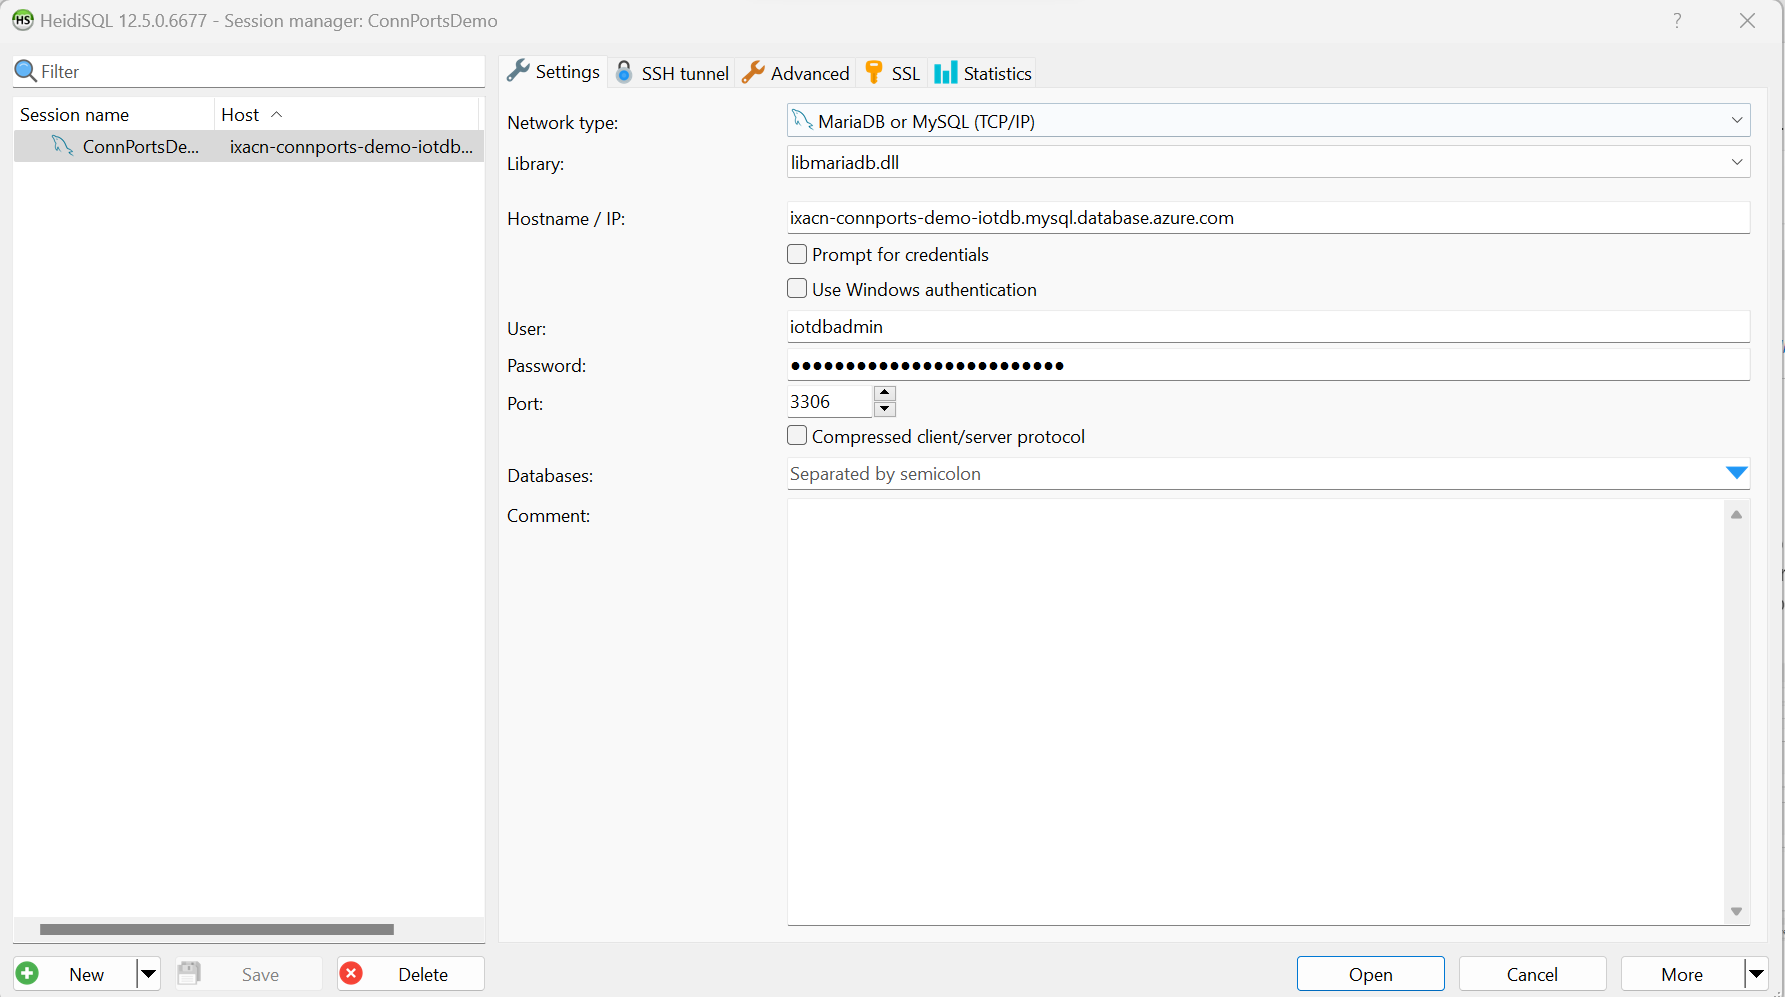 HeidiSQL 12.5.0.6677 - Session manager: ConnPortsDemo ?
Filter
Session name Host
ConnPortsDe... ixacn-connports-demo-iotdb...
Settings SSH tunnel Advanced SSL Statistics
Network type: MariaDB or MySQL (TCP/IP)
Library: libmariadb.dll
Hostname / IP: ixacn-connports-demo-iotdb.mysql.database.azure.com
Prompt for credentials
Use Windows authentication
User: iotdbadmin
Password: ●●●●●●●●●●●●●●●●●●●●●●●●●
Port: 3306
Compressed client/server protocol
Databases: Separated by semicolon
Comment:
New Save Delete Open Cancel More